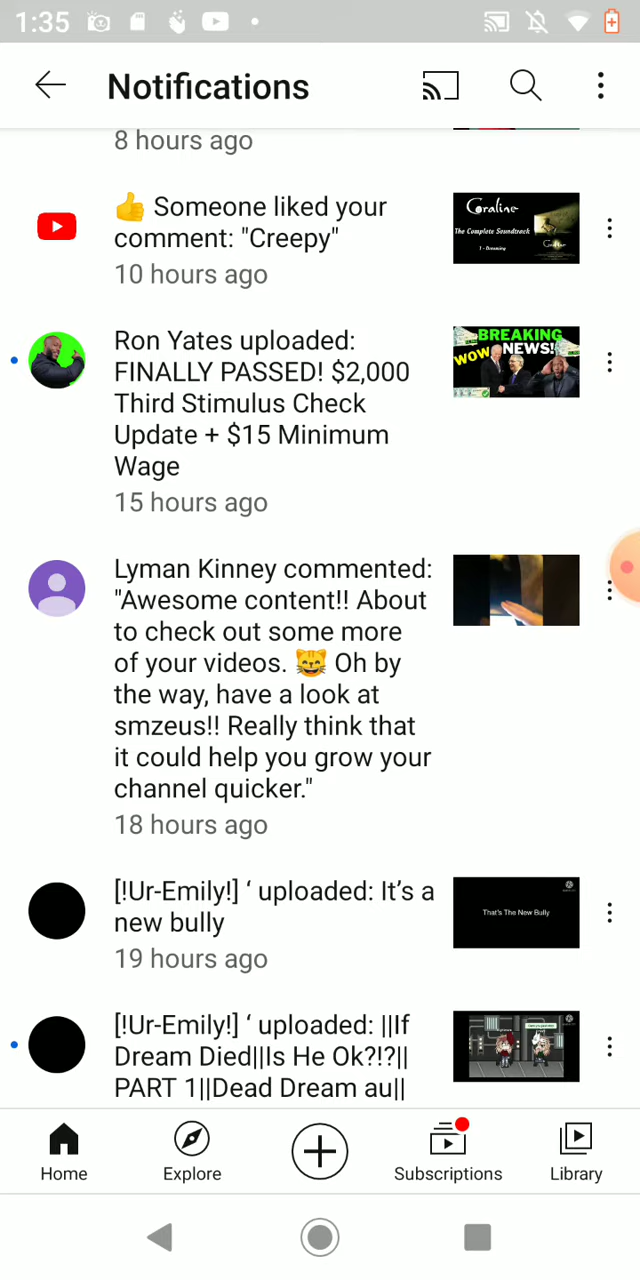 1:35
Notifications
8 hours ago
👍 Someone liked your
comment: "Creepy"
10 hours ago
Coraline
The Complete Soundtrack
1 - Dreaming
Coraline
Ron Yates uploaded:
FINALLY PASSED! $2,000
Third Stimulus Check
Update + $15 Minimum
Wage
15 hours ago
BREAKING
WOW NEWS!
Lyman Kinney commented:
"Awesome content!! About
to check out some more
of your videos. 😸 Oh by
the way, have a look at
smzeus!! Really think that
it could help you grow your
channel quicker."
18 hours ago
[!Ur-Emily!] ‘ uploaded: It’s a
new bully
19 hours ago
That's The New Bully
[!Ur-Emily!] ‘ uploaded: ||If
Dream Died||Is He Ok?!?||
PART 1||Dead Dream au||
Home
Explore
Subscriptions
Library